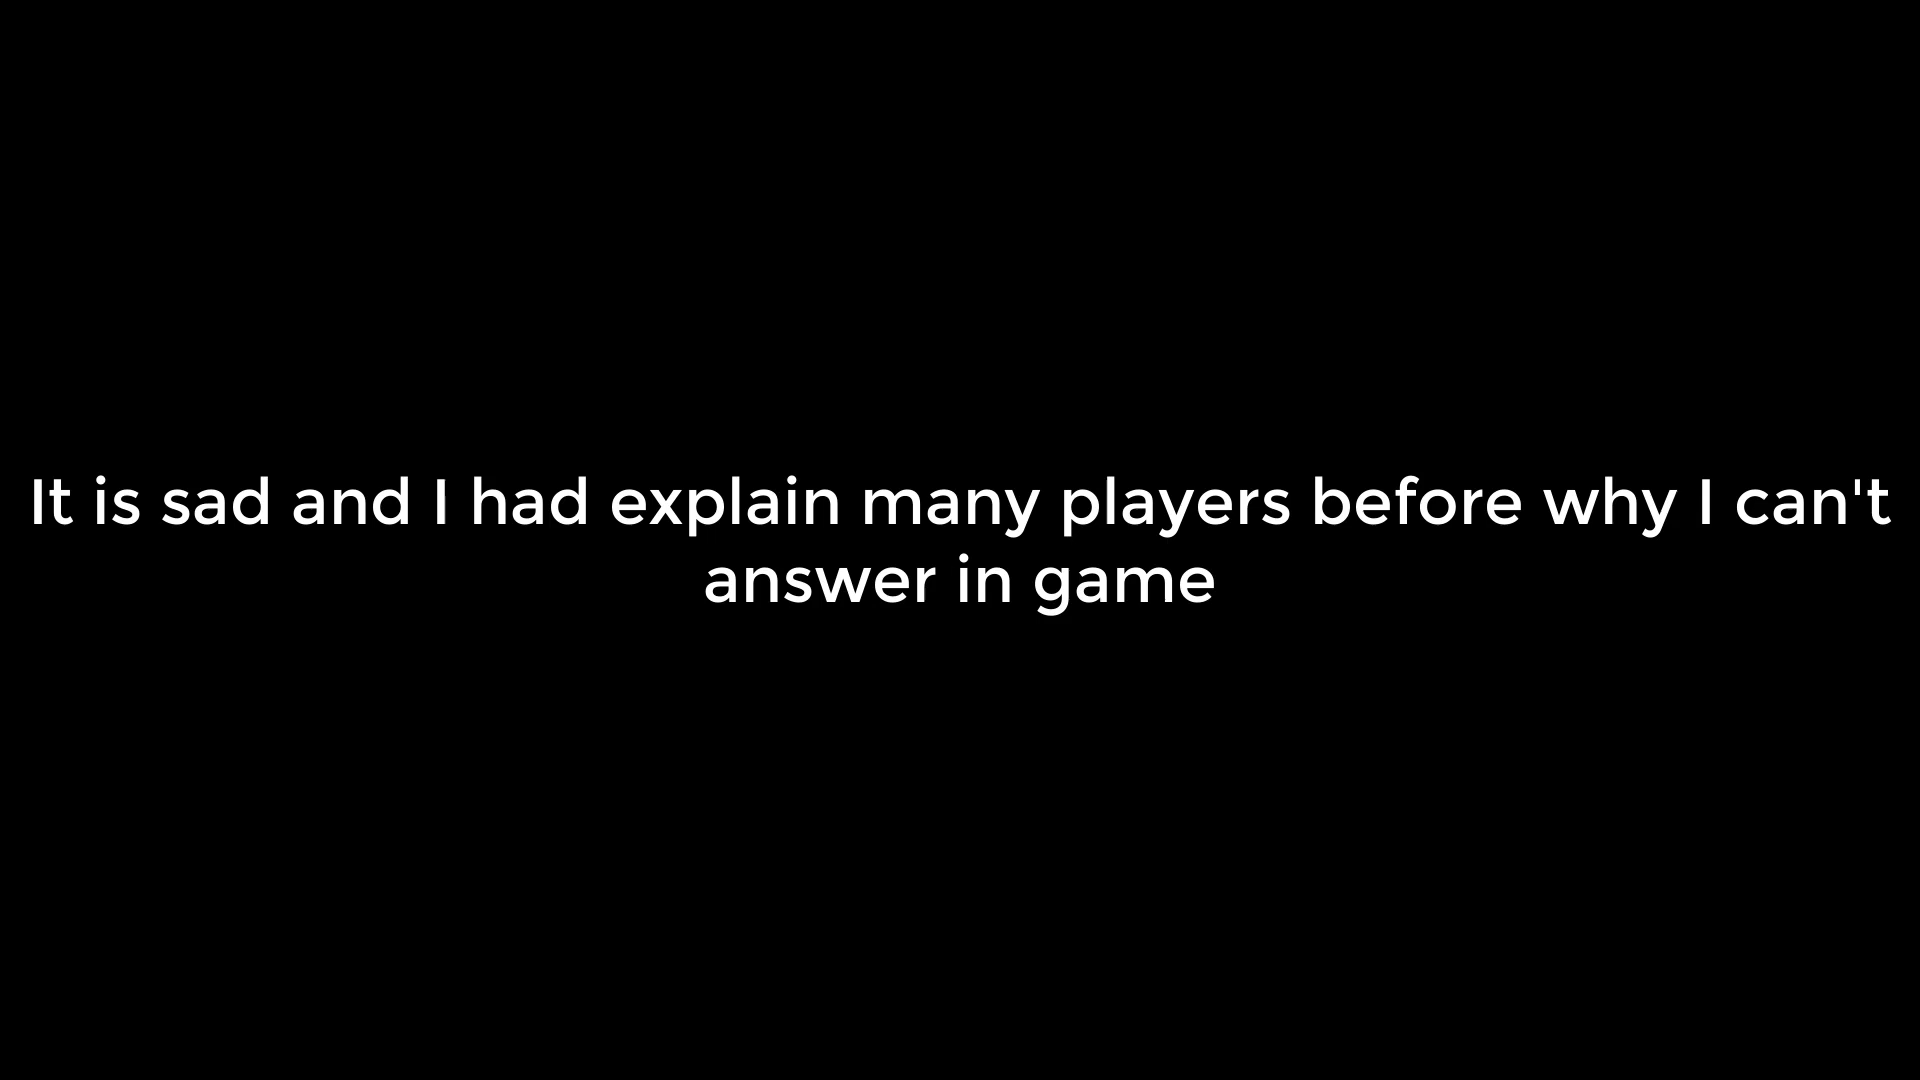 It is sad and I had explain many players before why I can't
answer in game